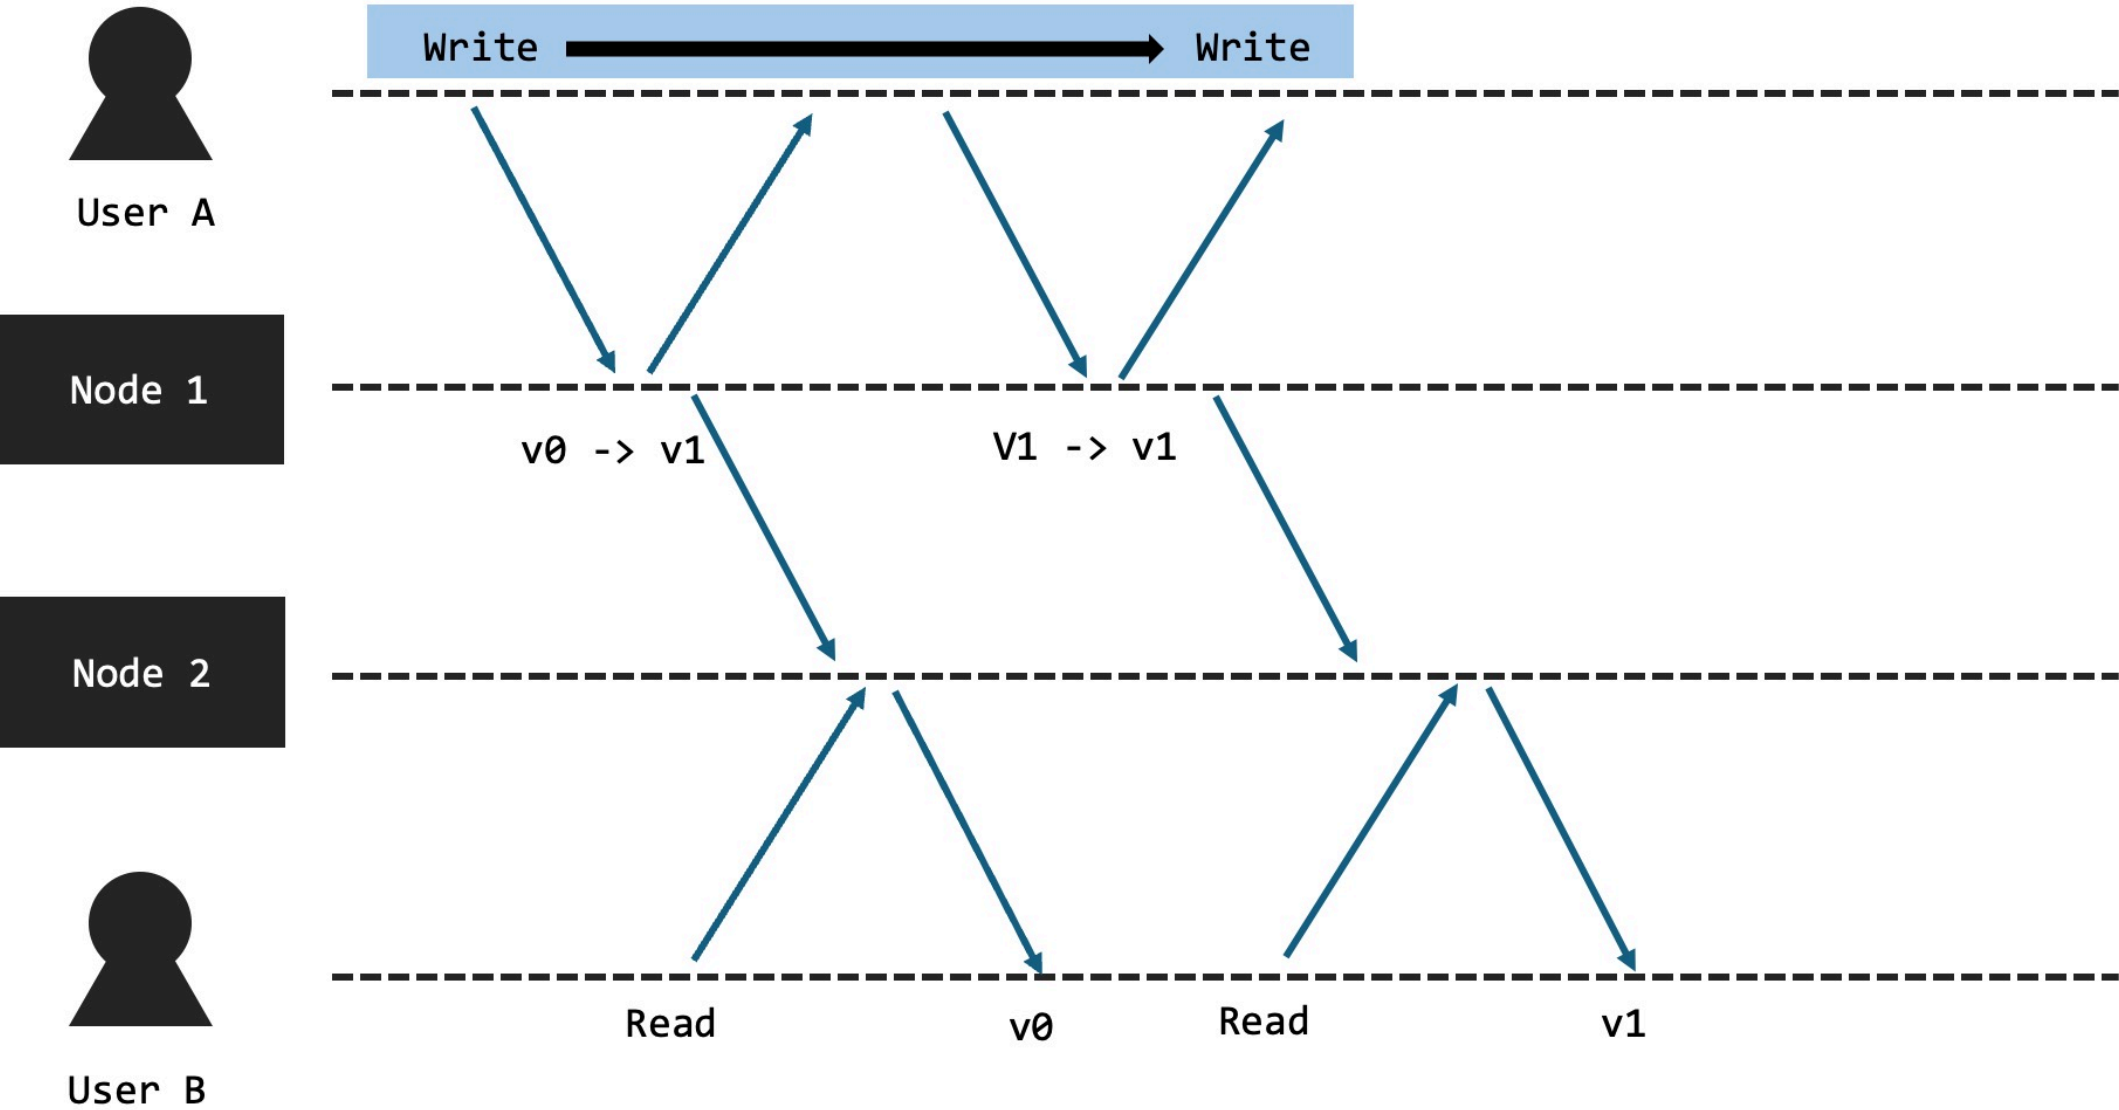 Write Write
User A
Node 1
v0 -> v1 V1 -> v1
Node 2
Read v0 Read v1
User B